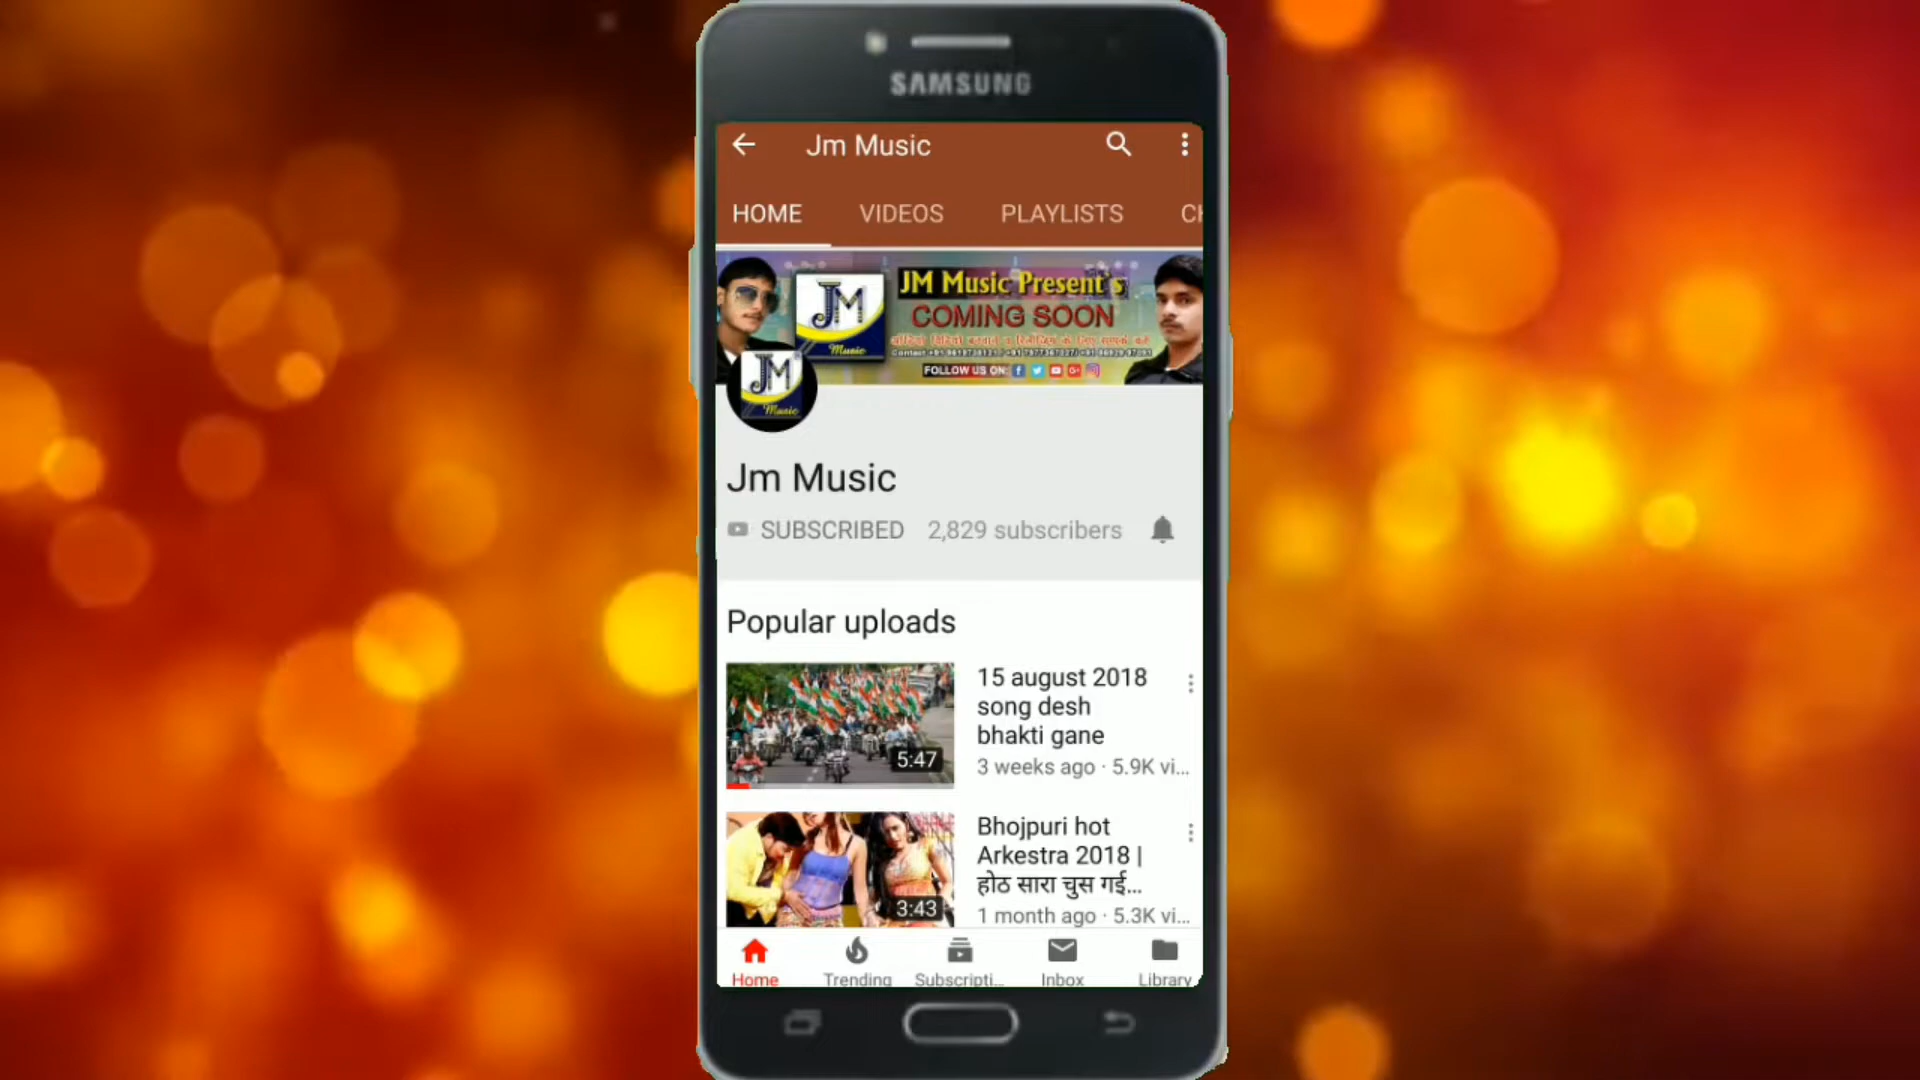 SAMSUNG
Jm Music
HOME VIDEOS PLAYLISTS CH
JM Music Present's
COMING SOON
JM
Music
FOLLOW US ON:
JM
Music
Jm Music
SUBSCRIBED 2,829 subscribers
Popular uploads
15 august 2018
song desh
bhakti gane
3 weeks ago · 5.9K vi...
5:47
Bhojpuri hot
Arkestra 2018 |
होठ सारा चुस गई...
1 month ago · 5.3K vi...
3:43
Home Trending Subscripti... Inbox Library